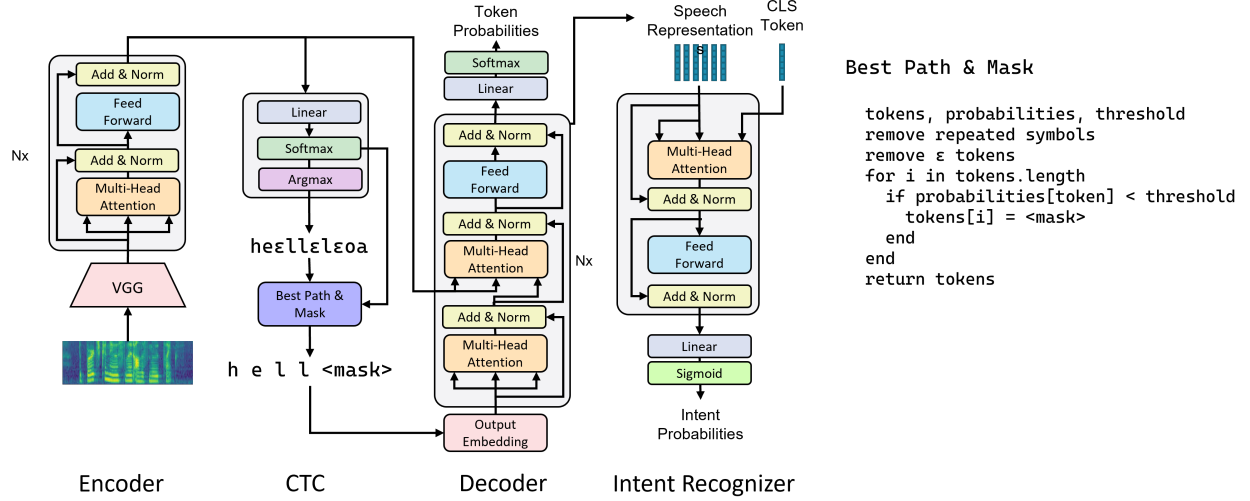 Add & Norm
Feed
Forward
Add & Norm
Multi-Head
Attention
Nx
VGG
Encoder
Linear
Softmax
Argmax
heεllεlεoa
Best Path &
Mask
h e l l <mask>
CTC
Token
Probabilities
Softmax
Linear
Add & Norm
Feed
Forward
Add & Norm
Multi-Head
Attention
Nx
Add & Norm
Multi-Head
Attention
Output
Embedding
Decoder
Speech
Representation
s
CLS
Token
Multi-Head
Attention
Add & Norm
Feed
Forward
Add & Norm
Linear
Sigmoid
Intent
Probabilities
Intent Recognizer
Best Path & Mask
tokens, probabilities, threshold
remove repeated symbols
remove ε tokens
for i in tokens.length
if probabilities[token] < threshold
tokens[i] = <mask>
end
end
return tokens